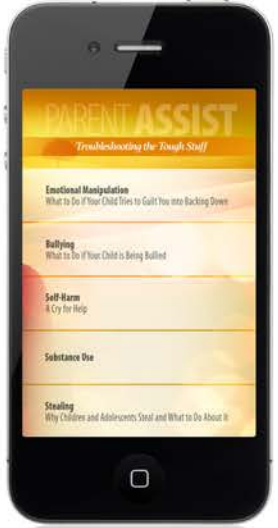 PARENT ASSIST
Troubleshooting the Tough Stuff
Emotional Manipulation
What to Do if Your Child Tries to Guilt You into Backing Down
Bullying
What to Do if Your Child is Being Bullied
Self-Harm
A Cry for Help
Substance Use
Stealing
Why Children and Adolescents Steal and What to Do About It